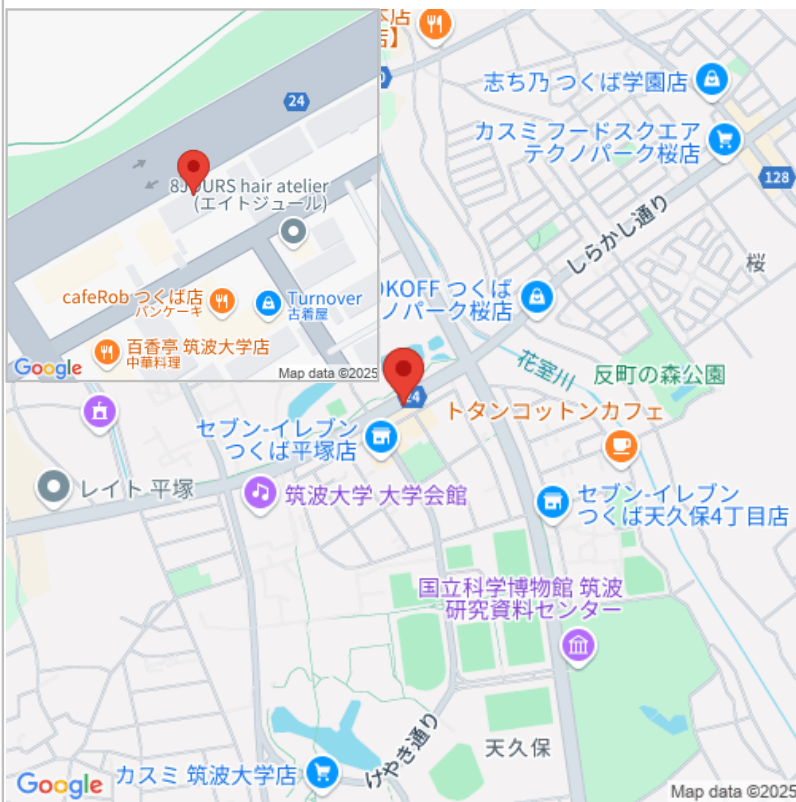 24
8JOURS hair atelier
(エイトジュール)
cafeRob つくば店
パンケーキ
Turnover
古着屋
百香亭 筑波大学店
中華料理
Google
Map data ©2025
店
店】
志ち乃 つくば学園店
カスミ フードスクエア
テクノパーク桜店
128
しらかし通り
桜
OKOFF つくば
ノパーク桜店
花室川
反町の森公園
24
トタンコットンカフェ
セブン-イレブン
つくば平塚店
レイト 平塚
筑波大学 大学会館
セブン-イレブン
つくば天久保4丁目店
国立科学博物館 筑波
研究資料センター
けやき通り
天久保
カスミ 筑波大学店
Google
Map data ©2025